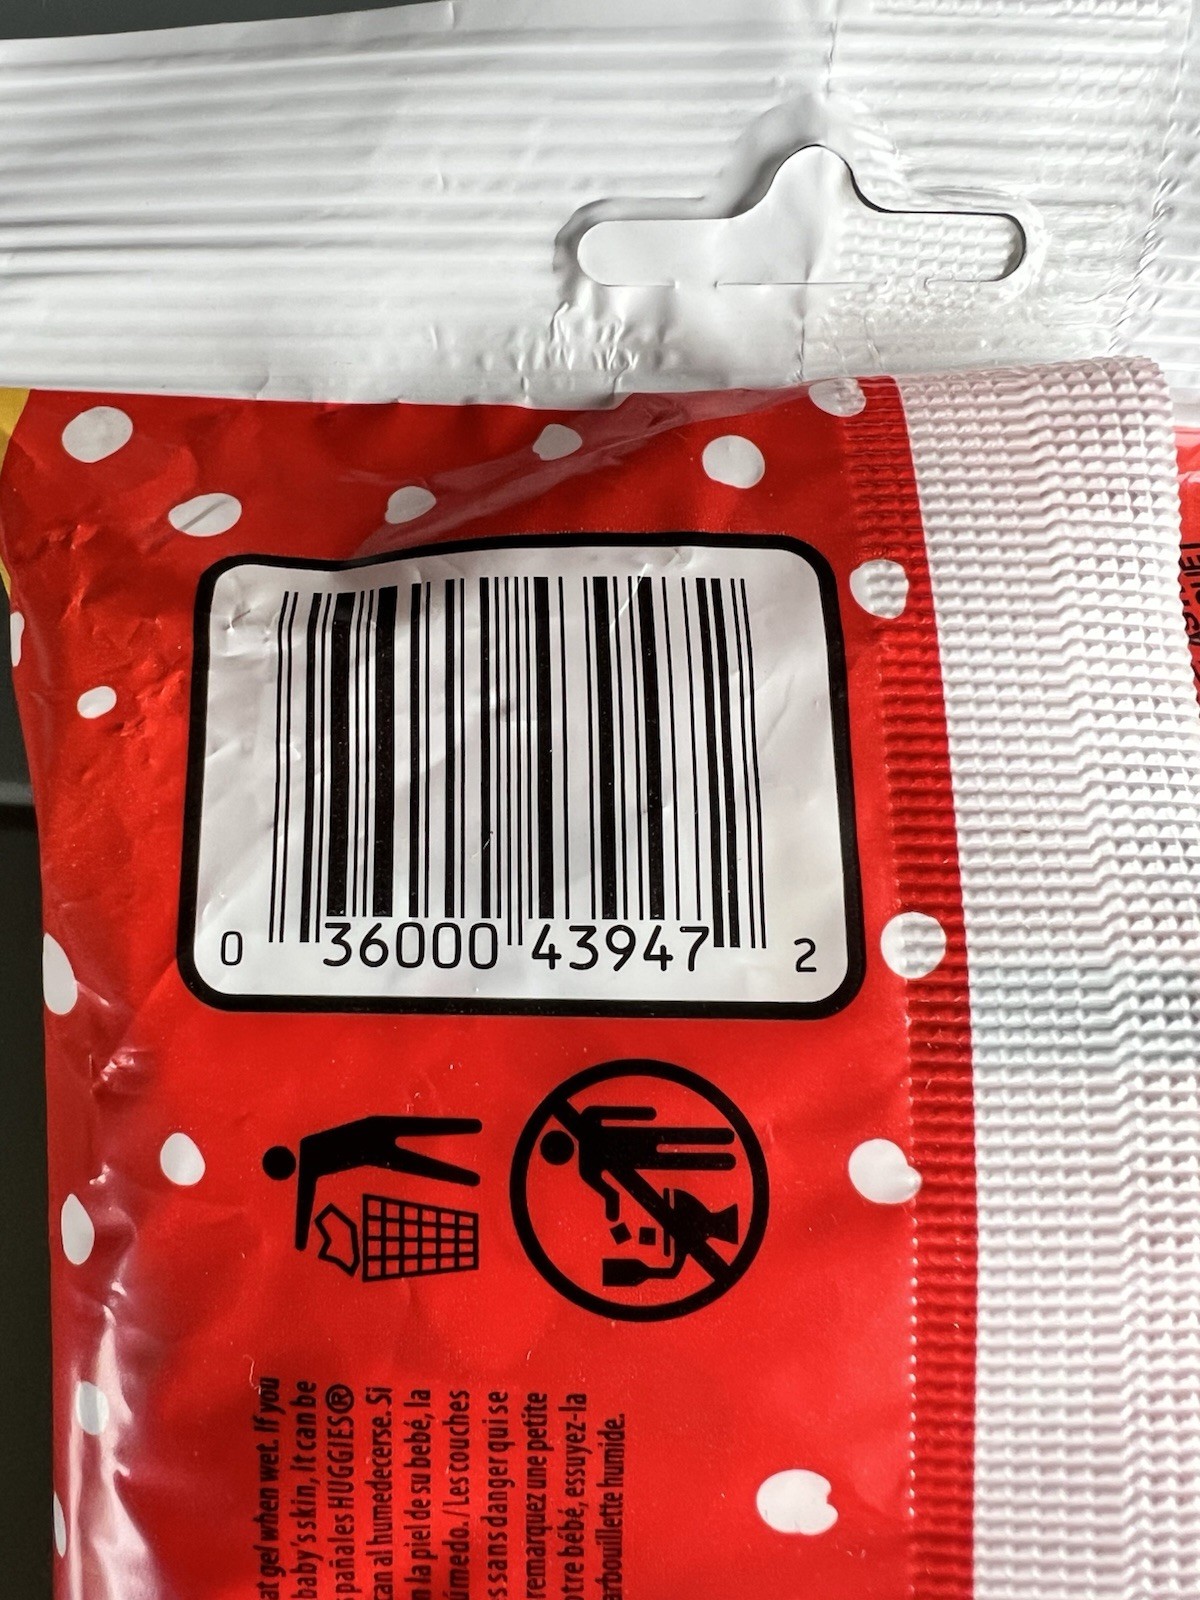 0 36000 43947 2
at gel when wet. If you
baby's skin, it can be
pañales HUGGIES®
can al humedecerse. Si
n la piel de su bebé, la
úmedo. / Les couches
s sans danger qui se
remarquez une petite
otre bébé, essuyez-la
arbouillette humide.